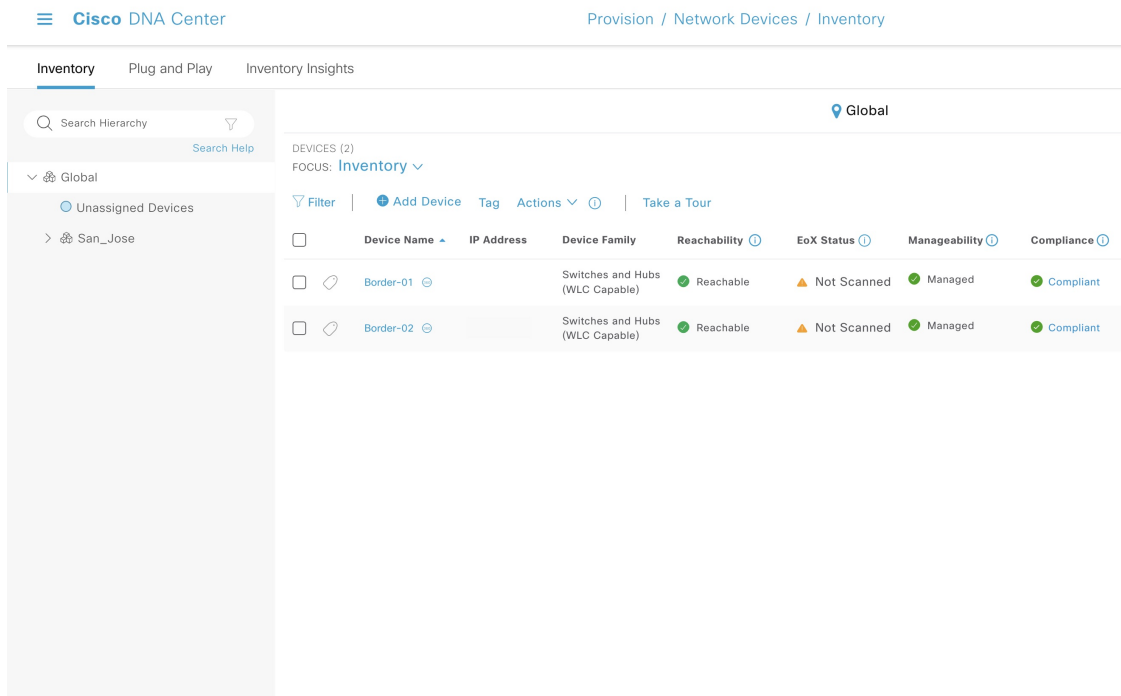 Cisco DNA Center
Provision / Network Devices / Inventory
Inventory Plug and Play Inventory Insights
Search Hierarchy
Search Help
Global
Unassigned Devices
San_Jose
Global
DEVICES (2)
FOCUS: Inventory
Filter Add Device Tag Actions Take a Tour
Device Name IP Address Device Family Reachability EoX Status Manageability Compliance
Border-01 Switches and Hubs (WLC Capable) Reachable Not Scanned Managed Compliant
Border-02 Switches and Hubs (WLC Capable) Reachable Not Scanned Managed Compliant